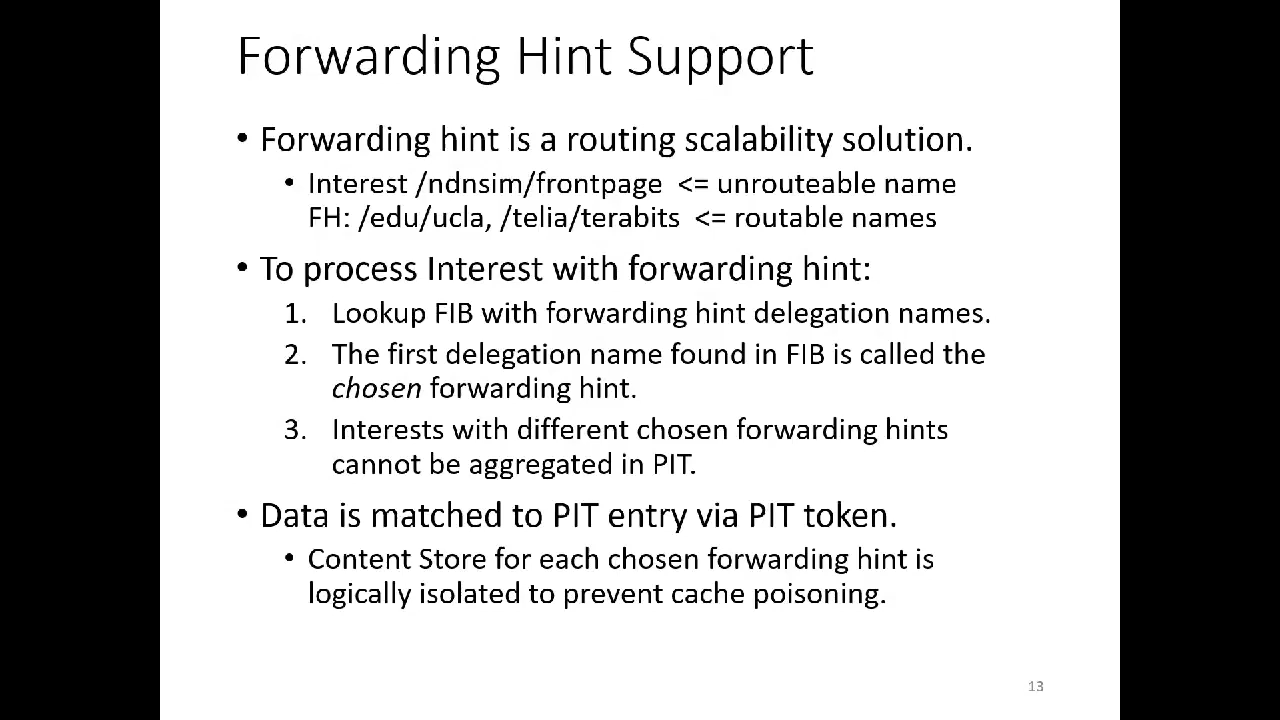 Forwarding Hint Support
• Forwarding hint is a routing scalability solution.
• Interest /ndnsim/frontpage <= unrouteable name
FH: /edu/ucla, /telia/terabits <= routable names
• To process Interest with forwarding hint:
1. Lookup FIB with forwarding hint delegation names.
2. The first delegation name found in FIB is called the
chosen forwarding hint.
3. Interests with different chosen forwarding hints
cannot be aggregated in PIT.
• Data is matched to PIT entry via PIT token.
• Content Store for each chosen forwarding hint is
logically isolated to prevent cache poisoning.
13